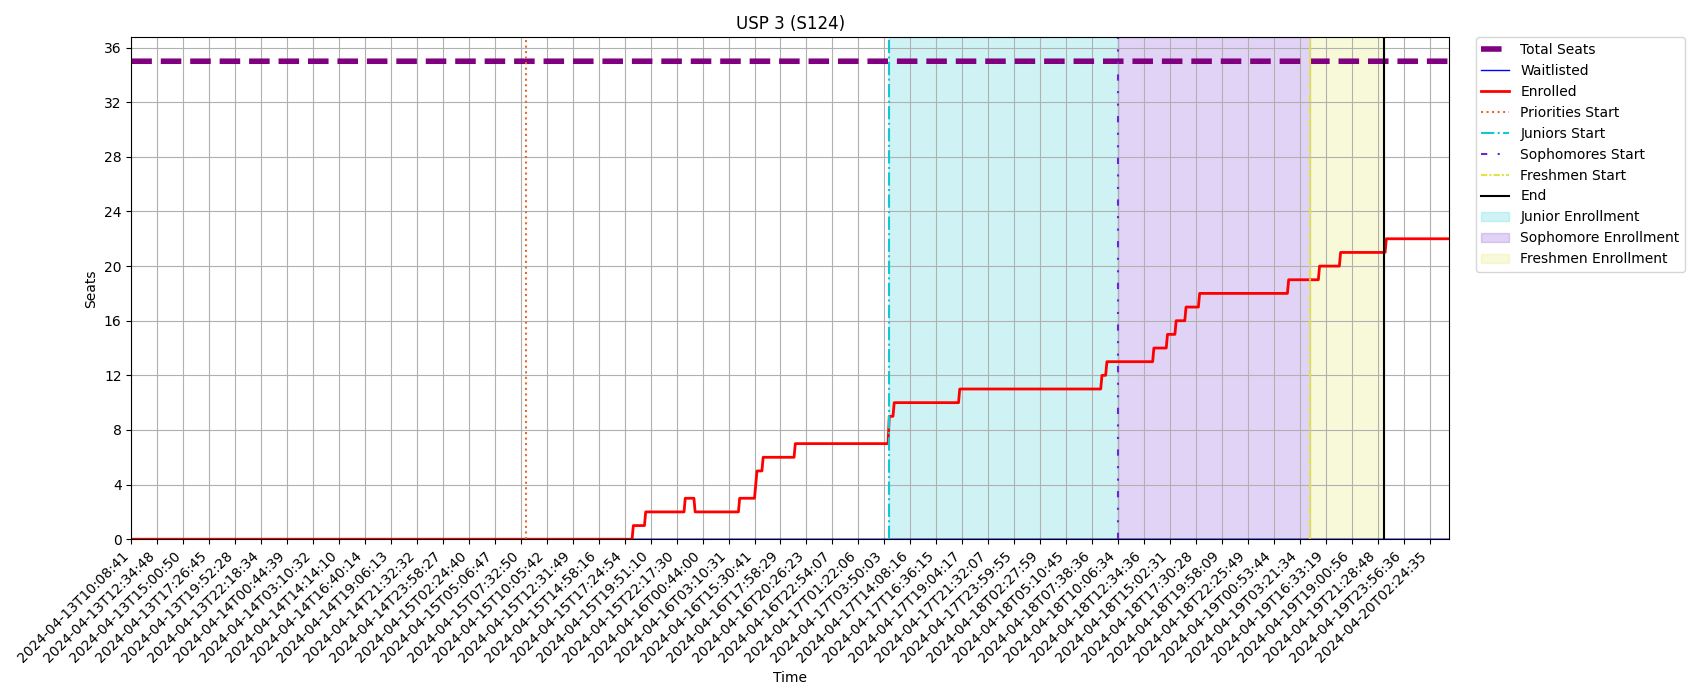 USP 3 (S124)
36
32
28
24
20
16
12
8
4
0
Seats
Total Seats
Waitlisted
Enrolled
Priorities Start
Juniors Start
Sophomores Start
Freshmen Start
End
Junior Enrollment
Sophomore Enrollment
Freshmen Enrollment
2024-04-13T10:08:41
2024-04-13T12:34:48
2024-04-13T15:00:50
2024-04-13T17:26:45
2024-04-13T19:52:28
2024-04-13T22:18:34
2024-04-14T00:44:39
2024-04-14T03:10:32
2024-04-14T14:14:10
2024-04-14T16:40:14
2024-04-14T19:06:13
2024-04-14T21:32:32
2024-04-14T23:58:27
2024-04-15T02:24:40
2024-04-15T05:06:47
2024-04-15T07:32:50
2024-04-15T10:05:42
2024-04-15T12:31:49
2024-04-15T14:58:16
2024-04-15T17:24:54
2024-04-15T19:51:10
2024-04-15T22:17:30
2024-04-16T00:44:00
2024-04-16T03:10:31
2024-04-16T15:30:41
2024-04-16T17:58:29
2024-04-16T20:26:23
2024-04-16T22:54:07
2024-04-17T01:22:06
2024-04-17T03:50:03
2024-04-17T14:08:16
2024-04-17T16:36:15
2024-04-17T19:04:17
2024-04-17T21:32:07
2024-04-17T23:59:55
2024-04-18T02:27:59
2024-04-18T05:10:45
2024-04-18T07:38:36
2024-04-18T10:06:34
2024-04-18T12:34:36
2024-04-18T15:02:31
2024-04-18T17:30:28
2024-04-18T19:58:09
2024-04-18T22:25:49
2024-04-19T00:53:44
2024-04-19T03:21:34
2024-04-19T16:33:19
2024-04-19T19:00:56
2024-04-19T21:28:48
2024-04-19T23:56:36
2024-04-20T02:24:35
Time